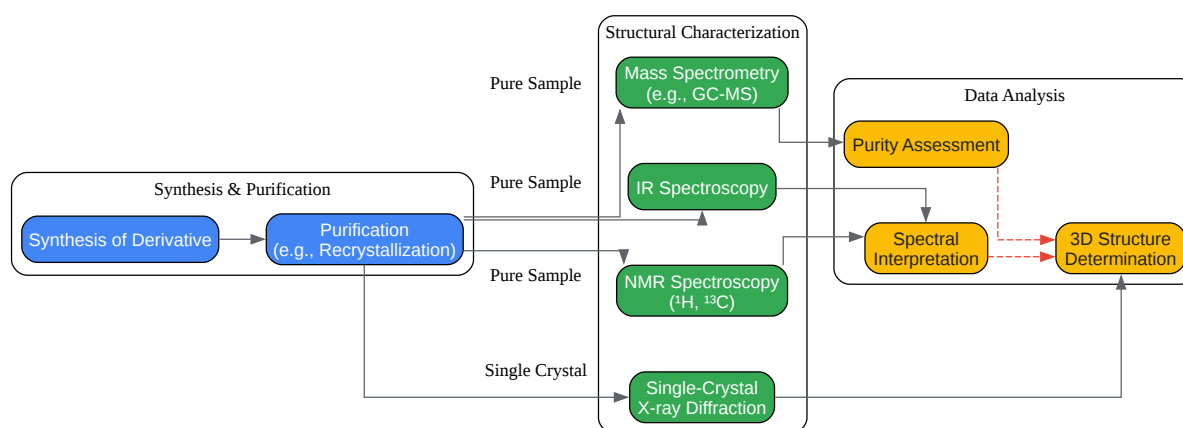 Synthesis & Purification
Synthesis of Derivative
Purification
(e.g., Recrystallization)
Pure Sample
Pure Sample
Pure Sample
Single Crystal
Structural Characterization
Mass Spectrometry
(e.g., GC-MS)
IR Spectroscopy
NMR Spectroscopy
(¹H, ¹³C)
Single-Crystal
X-ray Diffraction
Data Analysis
Purity Assessment
Spectral
Interpretation
3D Structure
Determination